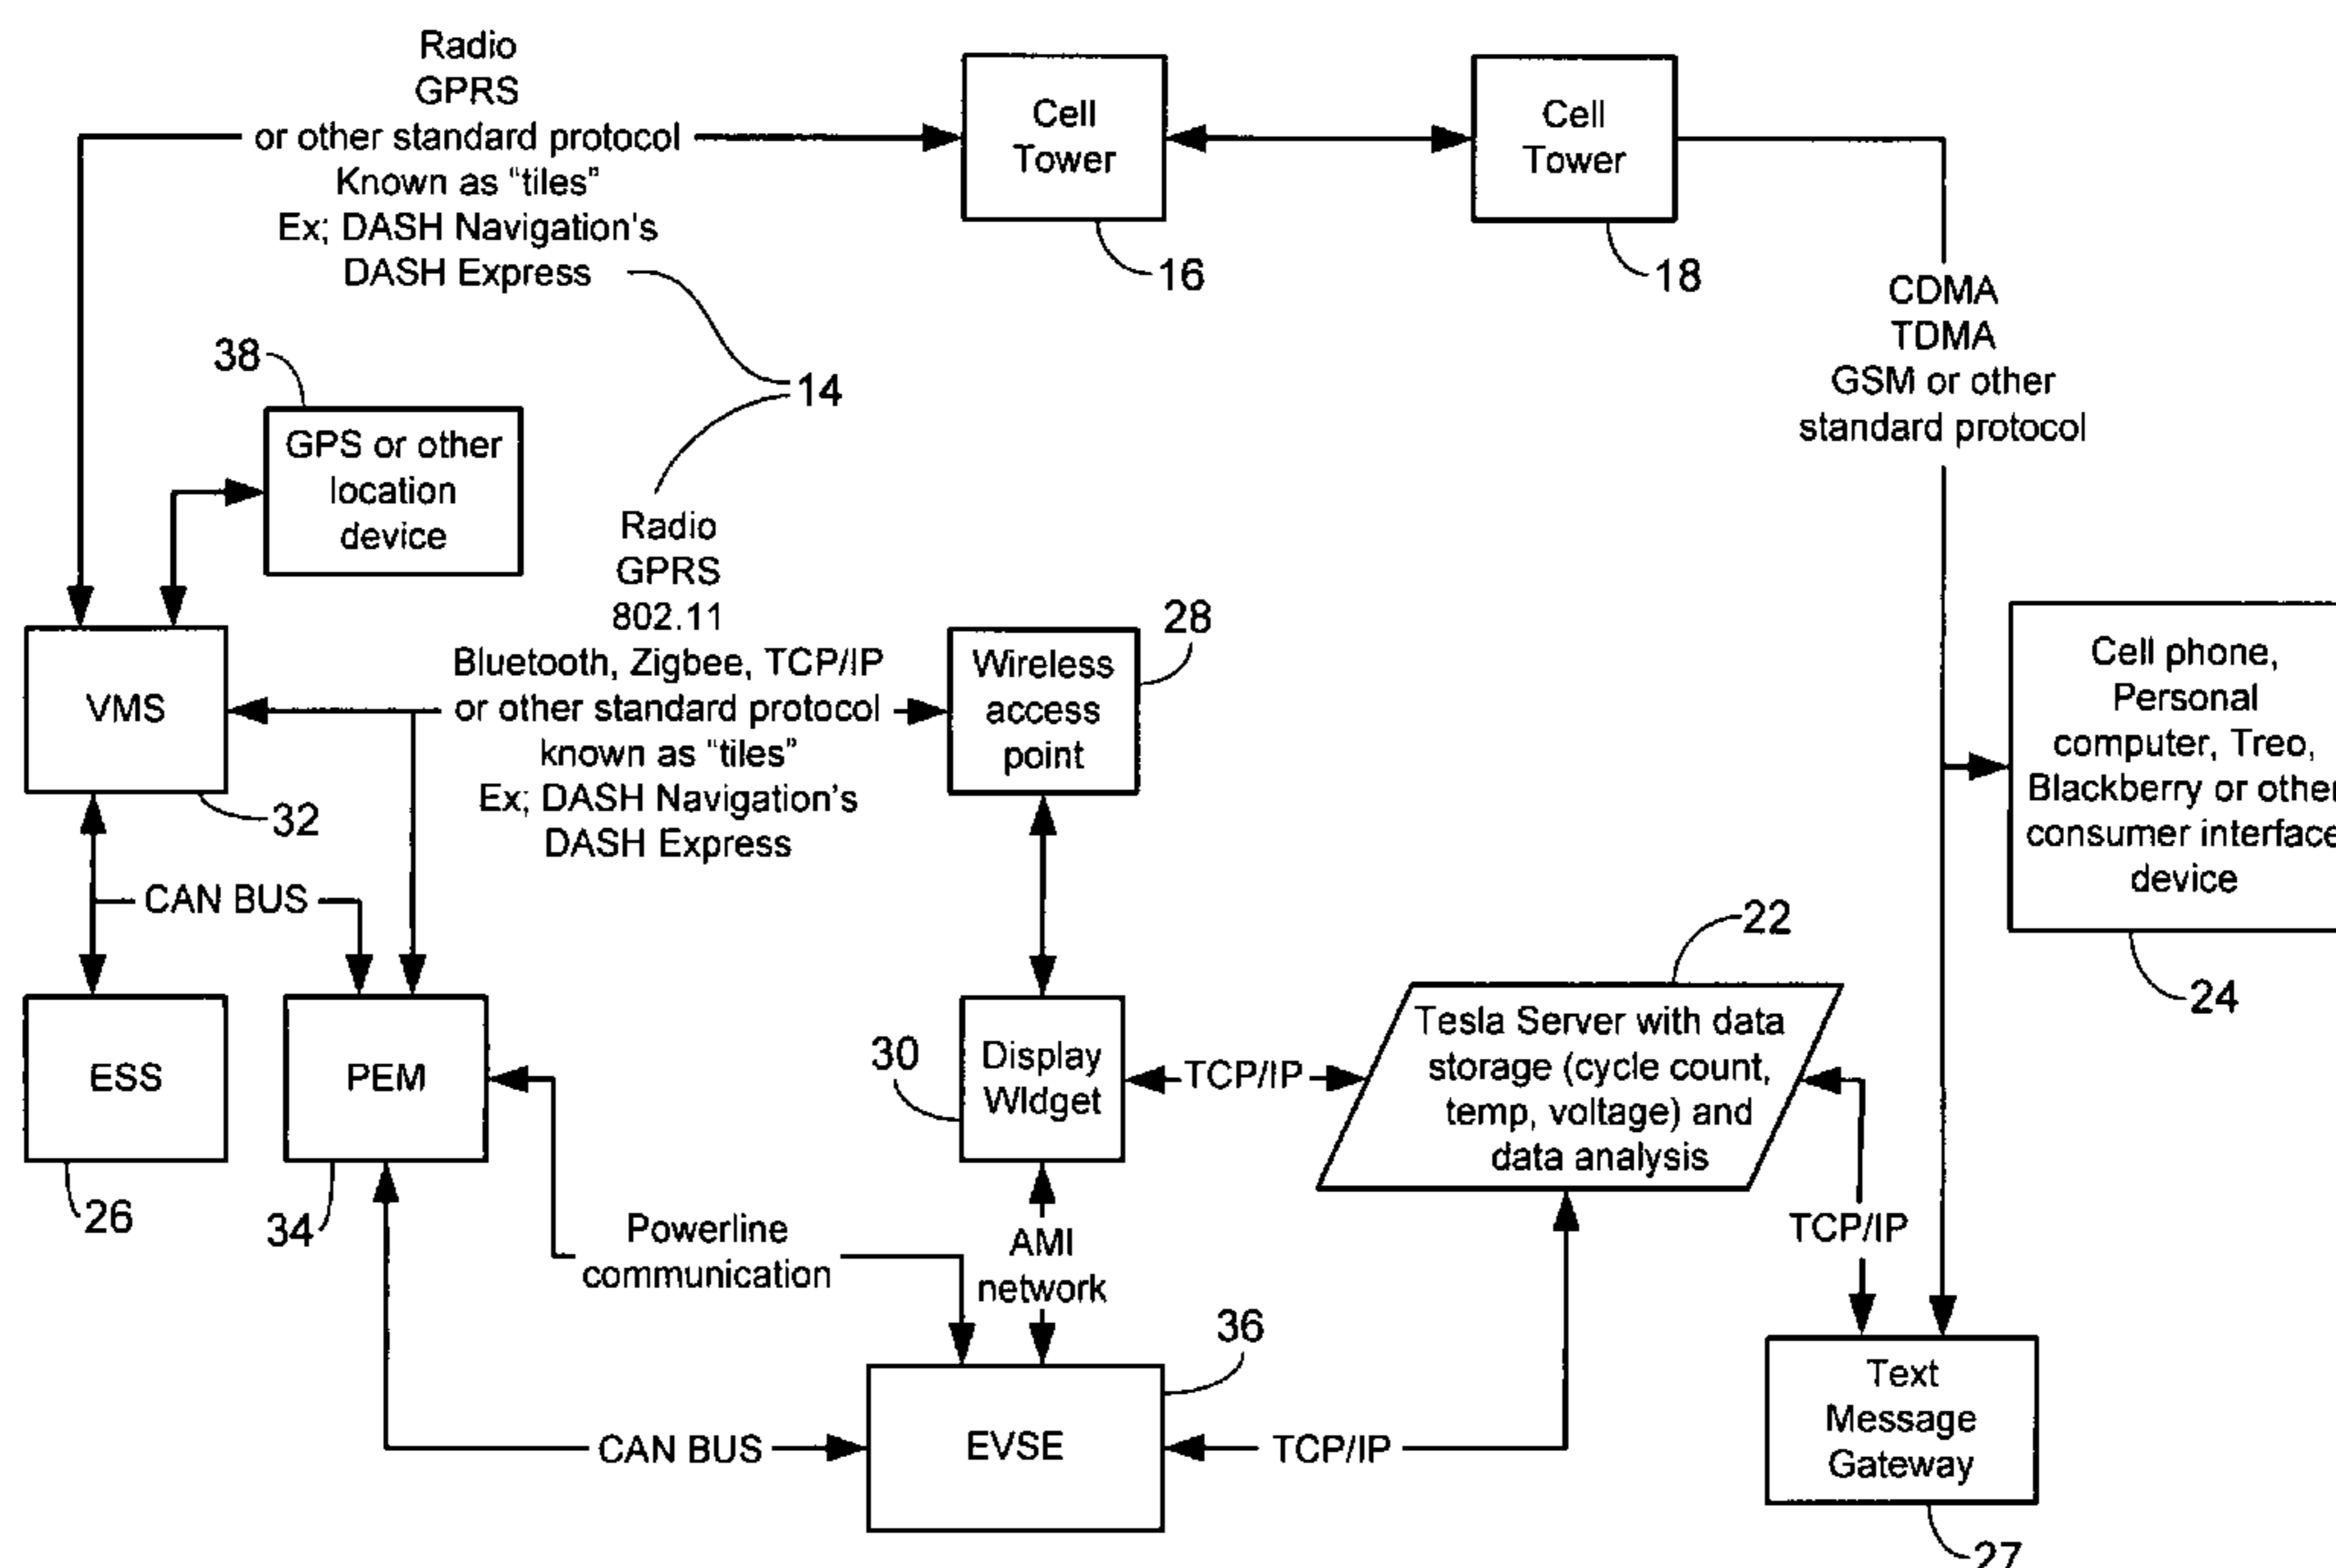 Radio
GPRS
or other standard protocol
Known as "tiles"
Ex; DASH Navigation's
DASH Express
14
Cell
Tower
16
Cell
Tower
18
CDMA
TDMA
GSM or other
standard protocol
38
GPS or other
location
device
Radio
GPRS
802.11
Bluetooth, Zigbee, TCP/IP
or other standard protocol
known as "tiles"
Ex; DASH Navigation's
DASH Express
VMS
32
Wireless
access
point
28
Cell phone,
Personal
computer, Treo,
Blackberry or other
consumer interface
device
24
CAN BUS
ESS
26
PEM
34
30
Display
WIdget
TCP/IP
22
Tesla Server with data
storage (cycle count,
temp, voltage) and
data analysis
TCP/IP
Powerline
communication
AMI
network
36
CAN BUS
EVSE
TCP/IP
Text
Message
Gateway
27